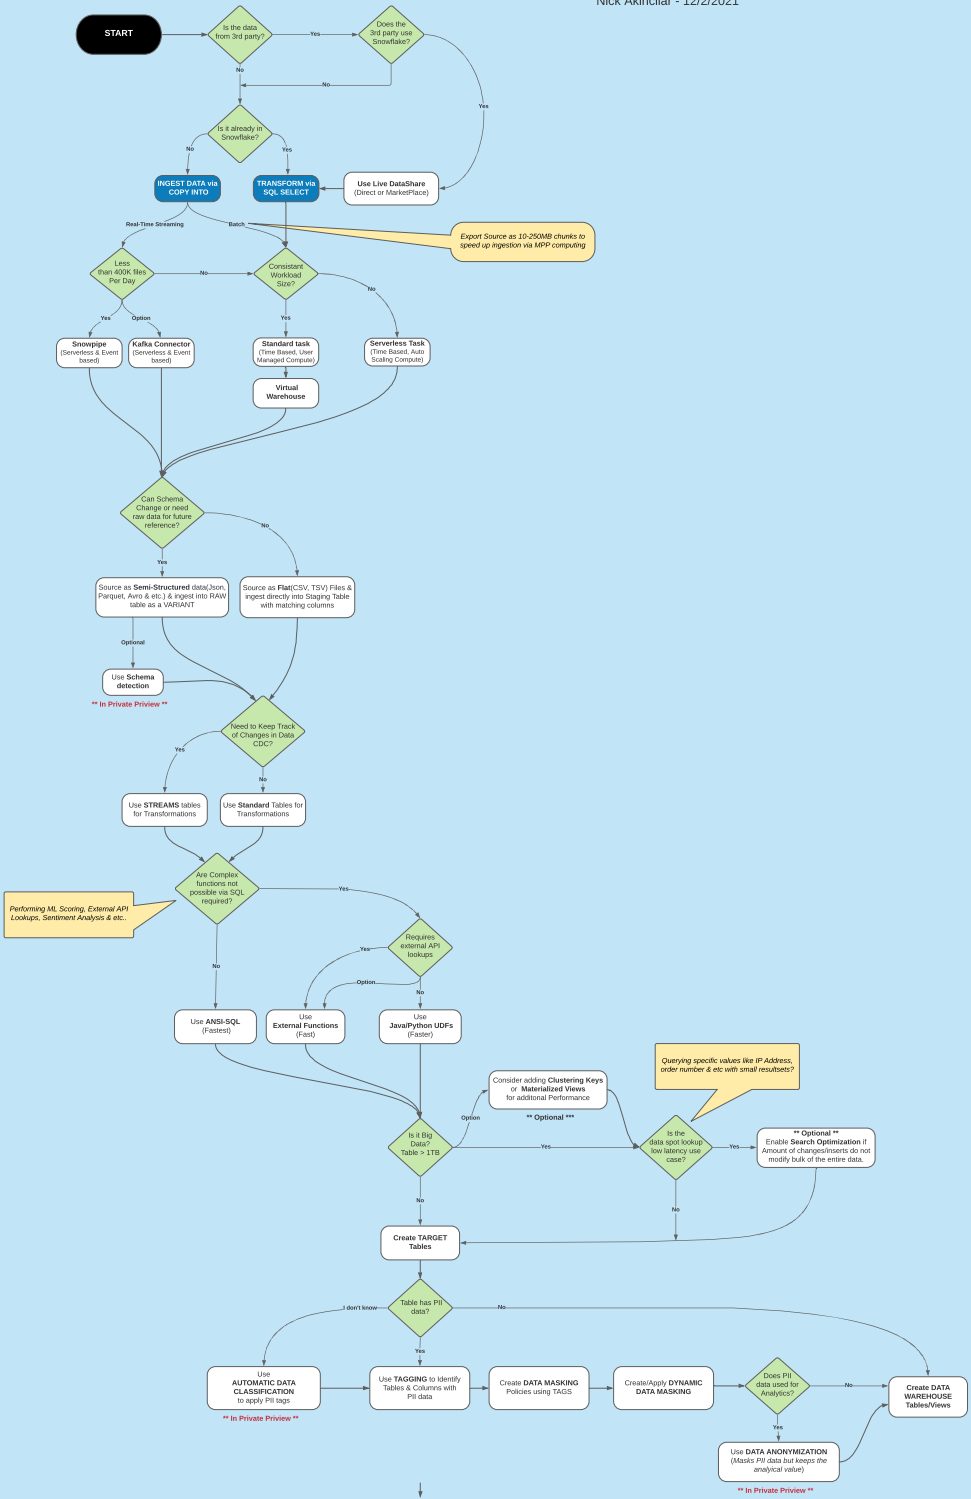 Nick Akincilar - 12/2/2021
START
Is the data
from 3rd party?
Yes
Does the
3rd party use
Snowflake?
No
No
Yes
Is it already in
Snowflake?
No
Yes
INGEST DATA via
COPY INTO
TRANSFORM via
SQL SELECT
Use Live DataShare
(Direct or MarketPlace)
Real-Time Streaming
Batch
Export Source as 10-250MB chunks to
speed up ingestion via MPP computing
Less
than 400K files
Per Day
No
Consistant
Workload
Size?
No
Yes
Option
Yes
Snowpipe
(Serverless & Event
based)
Kafka Connector
(Serverless & Event
based)
Standard task
(Time Based, User
Managed Compute)
Serverless Task
(Time Based, Auto
Scaling Compute)
Virtual
Warehouse
Can Schema
Change or need
raw data for future
reference?
No
Yes
Source as Semi-Structured data(Json,
Parquet, Avro & etc.) & ingest into RAW
table as a VARIANT
Source as Flat(CSV, TSV) Files &
ingest directly into Staging Table
with matching columns
Optional
Use Schema
detection
** In Private Priview **
Need to Keep Track
of Changes in Data
CDC?
Yes
No
Use STREAMS tables
for Transformations
Use Standard Tables for
Transformations
Are Complex
functions not
possible via SQL
required?
Yes
Performing ML Scoring, External API
Lookups, Sentiment Analysis & etc..
Requires
external API
lookups
Yes
No
Option
No
Use ANSI-SQL
(Fastest)
Use
External Functions
(Fast)
Use
Java/Python UDFs
(Faster)
Querying specific values like IP Address,
order number & etc with small resultsets?
Consider adding Clustering Keys
or Materialized Views
for additonal Performance
** Optional ***
Option
Is it Big
Data?
Table > 1TB
Yes
Is the
data spot lookup
low latency use
case?
Yes
** Optional **
Enable Search Optimization if
Amount of changes/inserts do not
modify bulk of the entire data.
No
No
Create TARGET
Tables
Table has PII
data?
I don't know
No
Yes
Use
AUTOMATIC DATA
CLASSIFICATION
to apply PII tags
** In Private Priview **
Use TAGGING to Identify
Tables & Columns with
PII data
Create DATA MASKING
Policies using TAGS
Create/Apply DYNAMIC
DATA MASKING
Does PII
data used for
Analytics?
No
Create DATA
WAREHOUSE
Tables/Views
Yes
Use DATA ANONYMIZATION
(Masks PII data but keeps the
analyical value)
** In Private Priview **